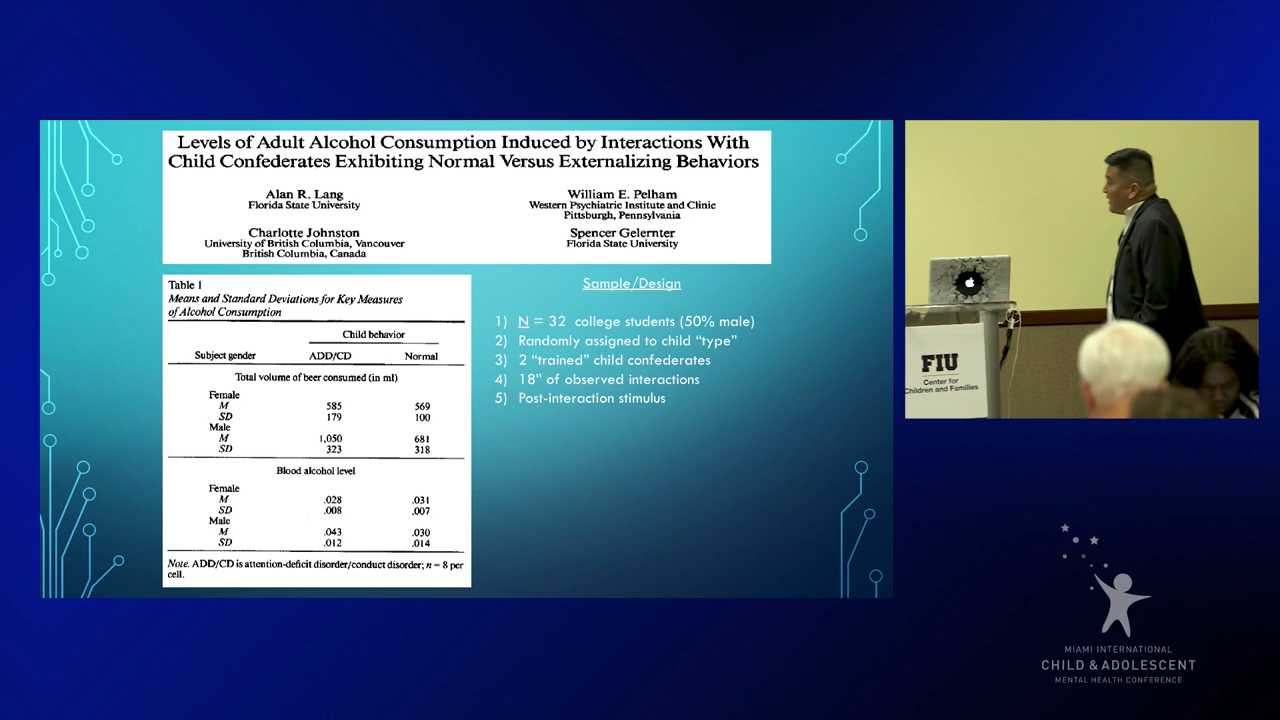 Levels of Adult Alcohol Consumption Induced by Interactions With
Child Confederates Exhibiting Normal Versus Externalizing Behaviors
Alan R. Lang
Florida State University
William E. Pelham
Western Psychiatric Institute and Clinic
Pittsburgh, Pennsylvania
Charlotte Johnston
University of British Columbia, Vancouver
British Columbia, Canada
Spencer Gelernter
Florida State University
Table 1
Means and Standard Deviations for Key Measures
of Alcohol Consumption
Child behavior
Subject gender ADD/CD Normal
Total volume of beer consumed (in ml)
Female
M 585 569
SD 179 100
Male
M 1,050 681
SD 323 318
Blood alcohol level
Female
M .028 .031
SD .008 .007
Male
M .043 .030
SD .012 .014
Note. ADD/CD is attention-deficit disorder/conduct disorder; n = 8 per
cell.
Sample/Design
1) N = 32 college students (50% male)
2) Randomly assigned to child “type”
3) 2 “trained” child confederates
4) 18” of observed interactions
5) Post-interaction stimulus
FIU
Center for
Children and Families
MIAMI INTERNATIONAL
CHILD & ADOLESCENT
MENTAL HEALTH CONFERENCE